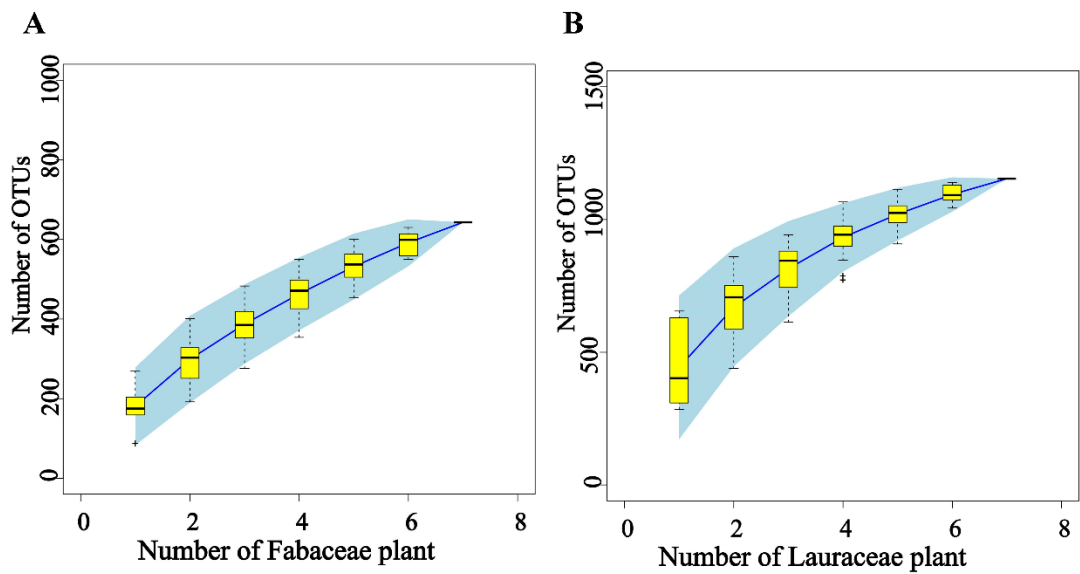 A
Number of OTUs
1000
800
600
400
200
0
0 2 4 6 8
Number of Fabaceae plant
B
Number of OTUs
1500
1000
500
0
0 2 4 6 8
Number of Lauraceae plant